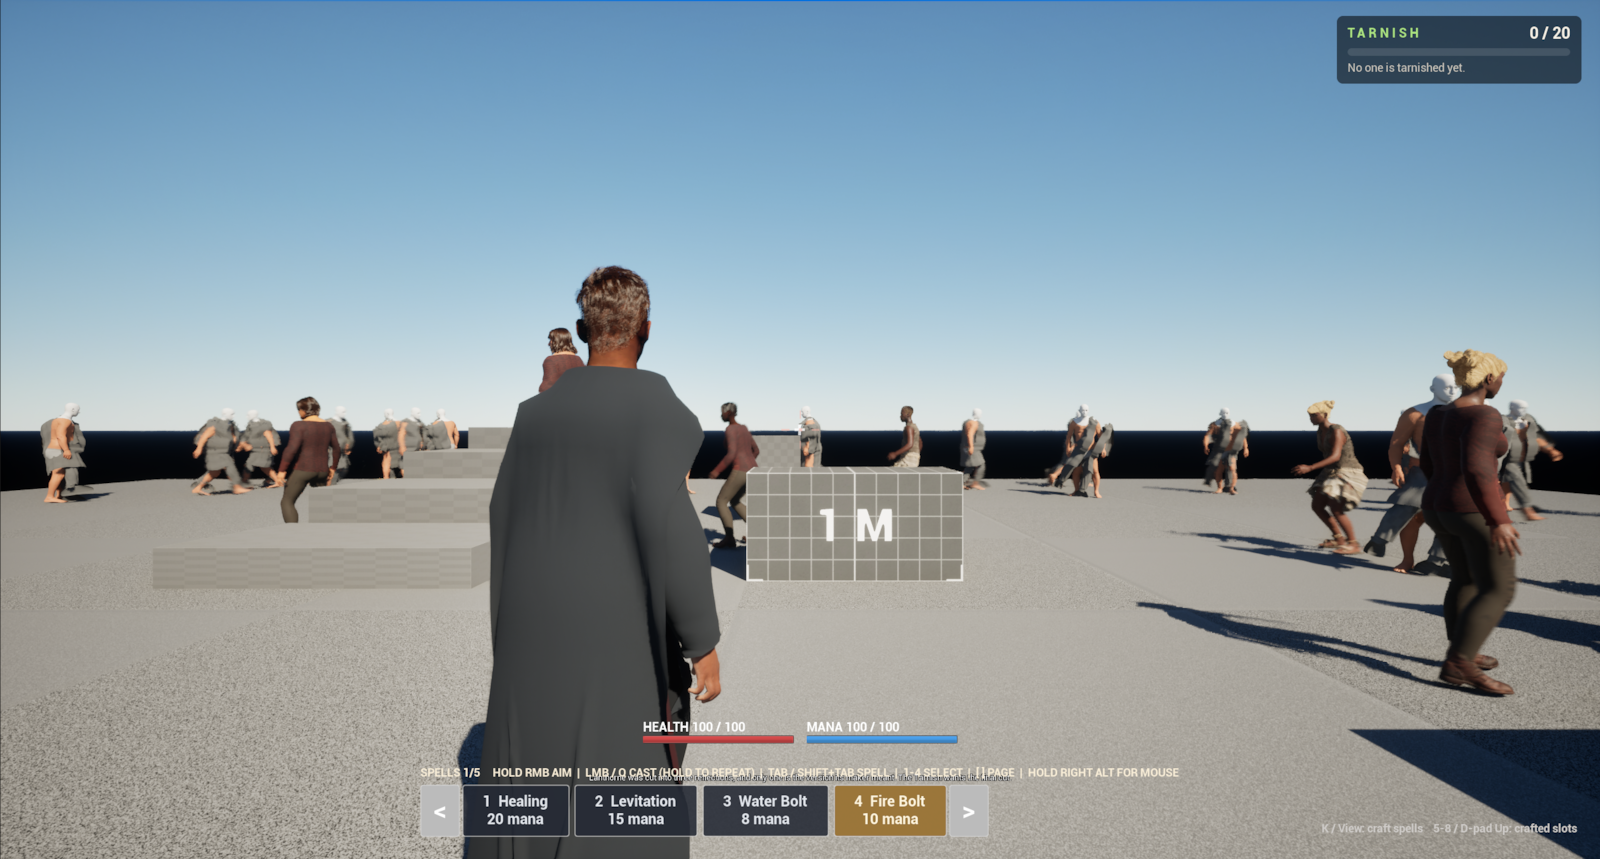 TARNISH 0 / 20
No one is tarnished yet.
1 M
HEALTH 100 / 100 MANA 100 / 100
SPELLS 1/5 HOLD RMB AIM | LMB / Q CAST (HOLD TO REPEAT) | TAB / SHIFT+TAB SPELL | 1-4 SELECT | [ ] PAGE | HOLD RIGHT ALT FOR MOUSE
< 1 Healing 2 Levitation 3 Water Bolt 4 Fire Bolt >
20 mana 15 mana 8 mana 10 mana
K / View: craft spells 5-8 / D-pad Up: crafted slots